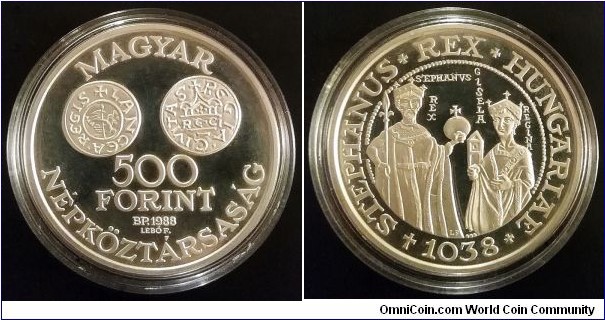 MAGYAR
+LANCEA·REGIS
REGIA CIVITAS
500
FORINT
BP.1988
LEBÓ F.
NÉPKÖZTÁRSASÁG
STEPHANUS * REX * HUNGARIAE
S'EPHANUS
REX
GISELA
REGINA
L F
+ 1038 +
OmniCoin.com World Coin Community